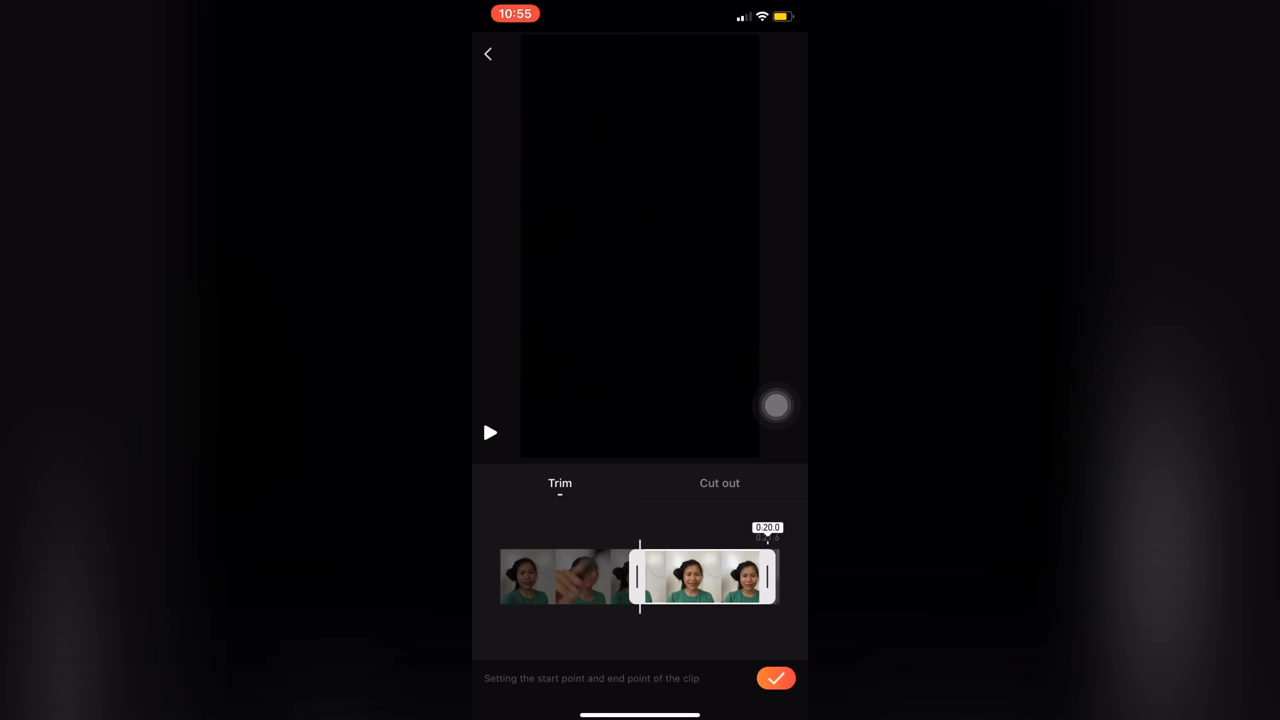 10:55
Trim
Cut out
0:20.0
Setting the start point and end point of the clip